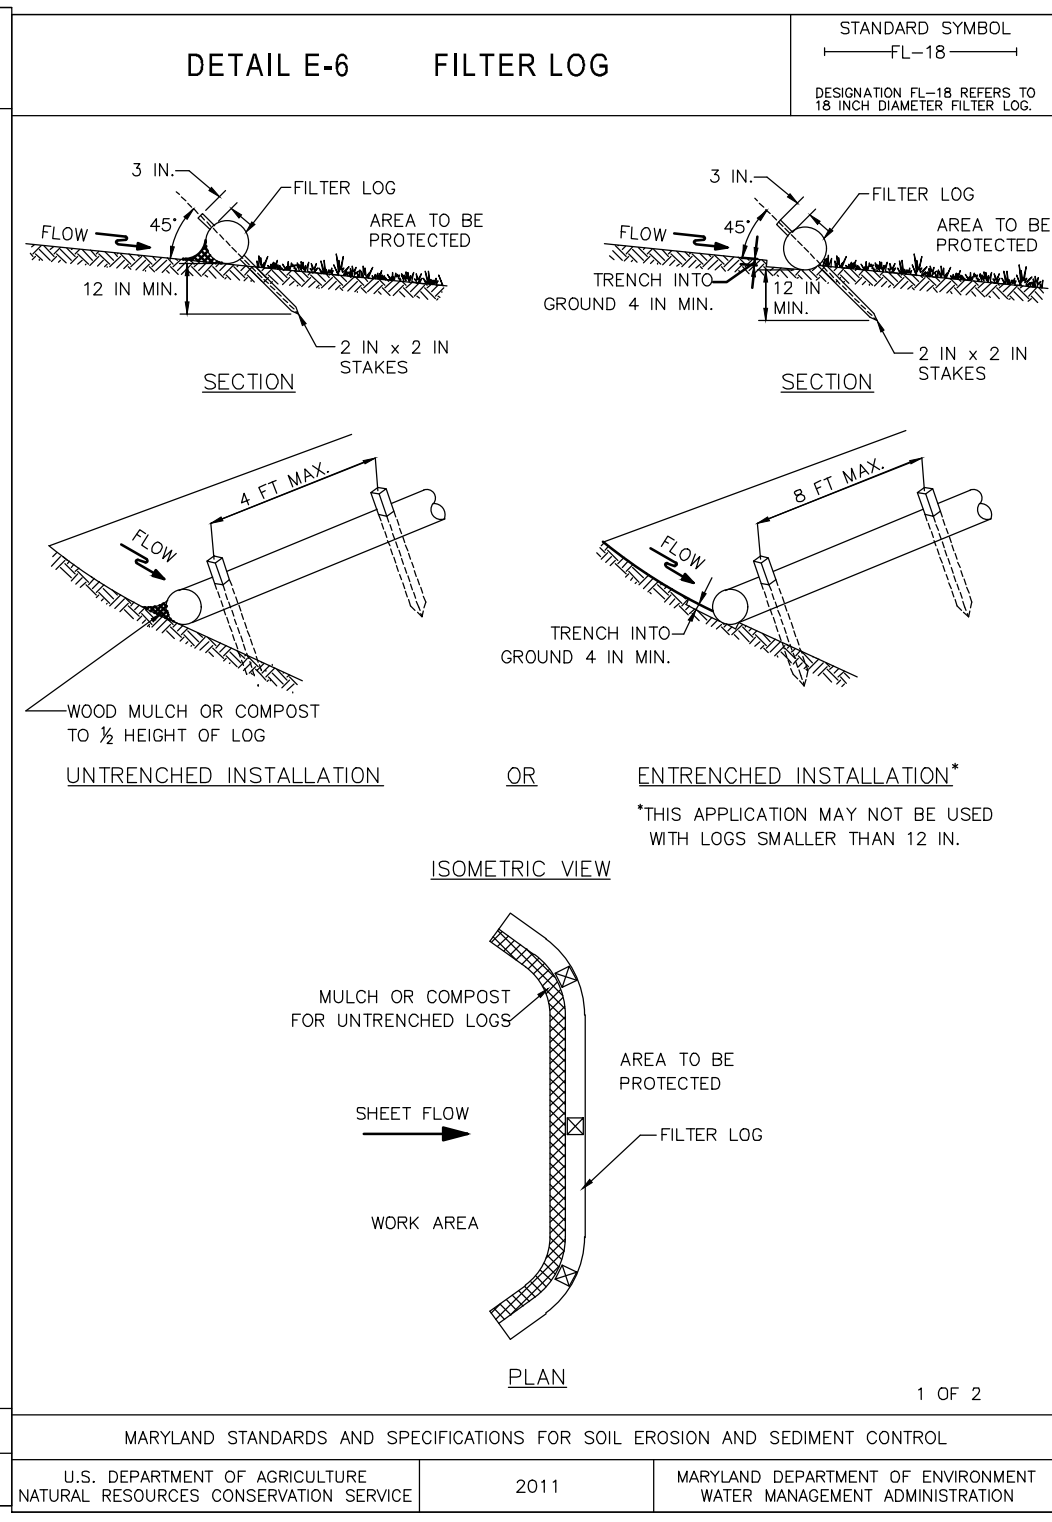 DETAIL E-6 FILTER LOG
STANDARD SYMBOL
FL-18
DESIGNATION FL-18 REFERS TO
18 INCH DIAMETER FILTER LOG.
3 IN.
FILTER LOG
45°
AREA TO BE
PROTECTED
FLOW
12 IN MIN.
2 IN x 2 IN
STAKES
SECTION
3 IN.
FILTER LOG
45°
AREA TO BE
PROTECTED
FLOW
TRENCH INTO
GROUND 4 IN MIN.
12 IN
MIN.
2 IN x 2 IN
STAKES
SECTION
4 FT MAX.
FLOW
WOOD MULCH OR COMPOST
TO ½ HEIGHT OF LOG
8 FT MAX.
FLOW
TRENCH INTO
GROUND 4 IN MIN.
UNTRENCHED INSTALLATION OR ENTRENCHED INSTALLATION*
*THIS APPLICATION MAY NOT BE USED
WITH LOGS SMALLER THAN 12 IN.
ISOMETRIC VIEW
MULCH OR COMPOST
FOR UNTRENCHED LOGS
AREA TO BE
PROTECTED
SHEET FLOW
FILTER LOG
WORK AREA
PLAN
1 OF 2
MARYLAND STANDARDS AND SPECIFICATIONS FOR SOIL EROSION AND SEDIMENT CONTROL
U.S. DEPARTMENT OF AGRICULTURE
NATURAL RESOURCES CONSERVATION SERVICE
2011
MARYLAND DEPARTMENT OF ENVIRONMENT
WATER MANAGEMENT ADMINISTRATION